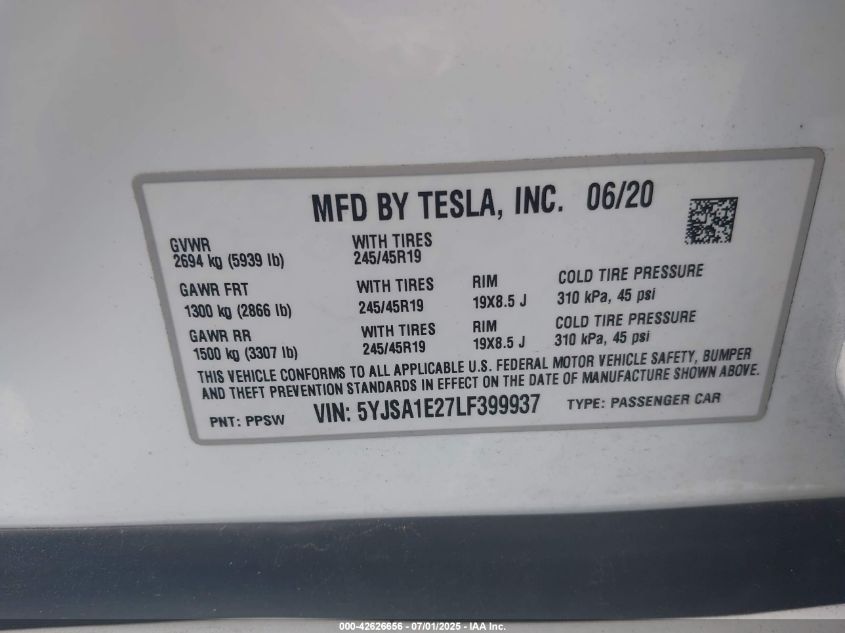 MFD BY TESLA, INC. 06/20
GVWR
2694 kg (5939 lb)
WITH TIRES
245/45R19
GAWR FRT
1300 kg (2866 lb)
WITH TIRES
245/45R19
RIM
19X8.5 J
COLD TIRE PRESSURE
310 kPa, 45 psi
GAWR RR
1500 kg (3307 lb)
WITH TIRES
245/45R19
RIM
19X8.5 J
COLD TIRE PRESSURE
310 kPa, 45 psi
THIS VEHICLE CONFORMS TO ALL APPLICABLE U.S. FEDERAL MOTOR VEHICLE SAFETY, BUMPER
AND THEFT PREVENTION STANDARDS IN EFFECT ON THE DATE OF MANUFACTURE SHOWN ABOVE.
PNT: PPSW VIN: 5YJSA1E27LF399937 TYPE: PASSENGER CAR
000-42626656 - 07/01/2025 - IAA Inc.